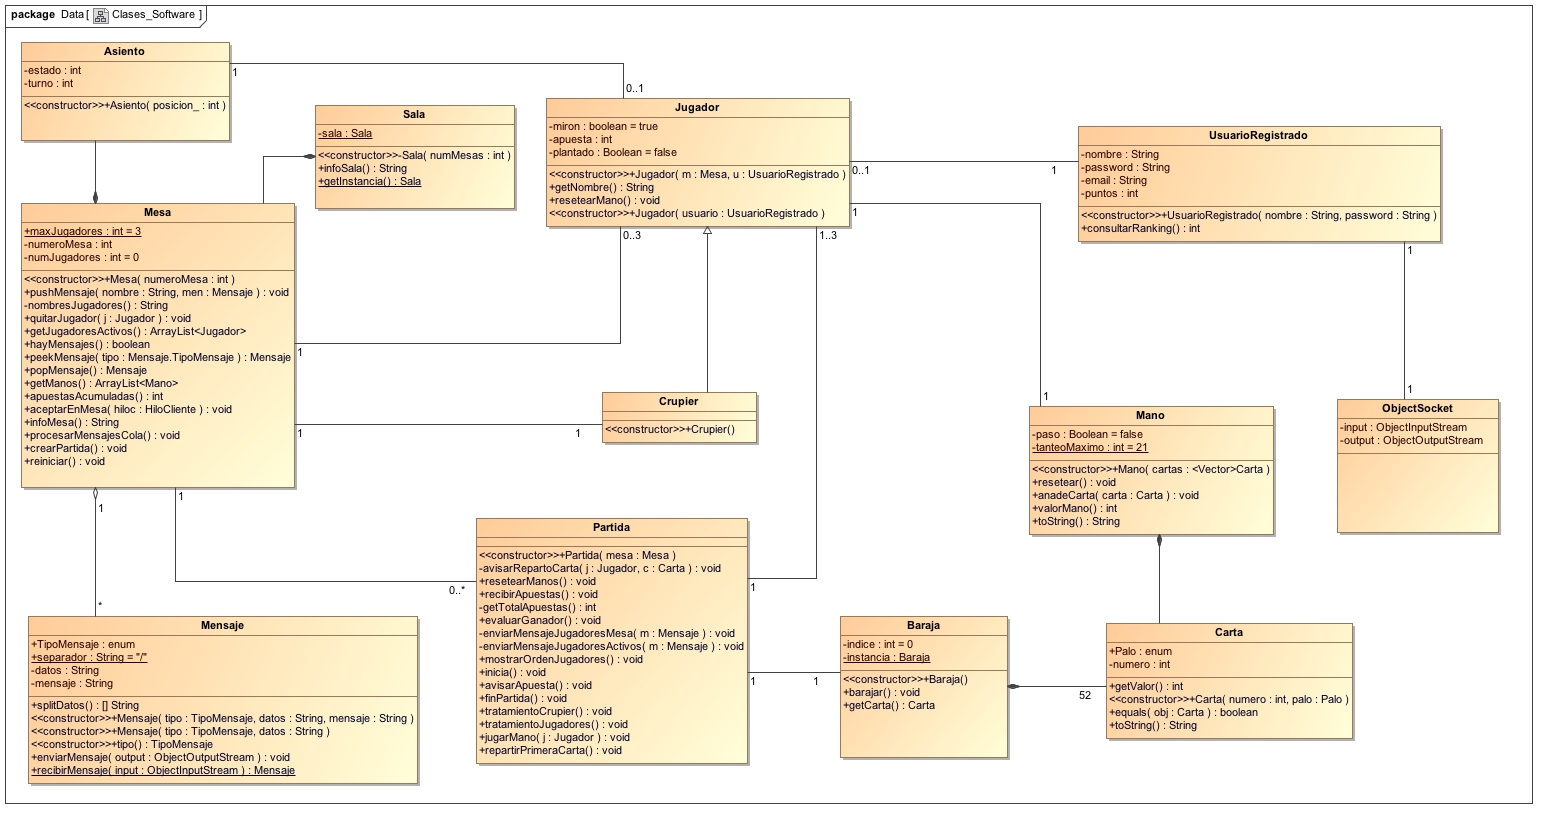 package Data [ Clases_Software ]
Asiento
-estado : int
-turno : int
<<constructor>>+Asiento( posicion_ : int )
1
0..1
Sala
-sala : Sala
<<constructor>>-Sala( numMesas : int )
+infoSala() : String
+getInstancia() : Sala
Jugador
-miron : boolean = true
-apuesta : int
-plantado : Boolean = false
<<constructor>>+Jugador( m : Mesa, u : UsuarioRegistrado )
+getNombre() : String
+resetearMano() : void
<<constructor>>+Jugador( usuario : UsuarioRegistrado )
0..1
1
1
0..3
1..3
UsuarioRegistrado
-nombre : String
-password : String
-email : String
-puntos : int
<<constructor>>+UsuarioRegistrado( nombre : String, password : String )
+consultarRanking() : int
1
1
Mesa
+maxJugadores : int = 3
-numeroMesa : int
-numJugadores : int = 0
<<constructor>>+Mesa( numeroMesa : int )
+pushMensaje( nombre : String, men : Mensaje ) : void
-nombresJugadores() : String
+quitarJugador( j : Jugador ) : void
+getJugadoresActivos() : ArrayList<Jugador>
+hayMensajes() : boolean
+peekMensaje( tipo : Mensaje.TipoMensaje ) : Mensaje
+popMensaje() : Mensaje
+getManos() : ArrayList<Mano>
+apuestasAcumuladas() : int
+aceptarEnMesa( hiloc : HiloCliente ) : void
+infoMesa() : String
+procesarMensajesCola() : void
+crearPartida() : void
+reiniciar() : void
1
1
1
1
1
Crupier
<<constructor>>+Crupier()
1
Mano
-paso : Boolean = false
-tanteoMaximo : int = 21
<<constructor>>+Mano( cartas : <Vector>Carta )
+resetear() : void
+anadeCarta( carta : Carta ) : void
+valorMano() : int
+toString() : String
ObjectSocket
-input : ObjectInputStream
-output : ObjectOutputStream
Partida
<<constructor>>+Partida( mesa : Mesa )
-avisarRepartoCarta( j : Jugador, c : Carta ) : void
+resetearManos() : void
+recibirApuestas() : void
-getTotalApuestas() : int
+evaluarGanador() : void
-enviarMensajeJugadoresMesa( m : Mensaje ) : void
-enviarMensajeJugadoresActivos( m : Mensaje ) : void
+mostrarOrdenJugadores() : void
+inicia() : void
+avisarApuesta() : void
+finPartida() : void
+tratamientoCrupier() : void
+tratamientoJugadores() : void
+jugarMano( j : Jugador ) : void
+repartirPrimeraCarta() : void
0..*
1
1
1
*
Mensaje
+TipoMensaje : enum
+separador : String = "/"
-datos : String
-mensaje : String
+splitDatos() : [] String
<<constructor>>+Mensaje( tipo : TipoMensaje, datos : String, mensaje : String )
<<constructor>>+Mensaje( tipo : TipoMensaje, datos : String )
<<constructor>>+tipo() : TipoMensaje
+enviarMensaje( output : ObjectOutputStream ) : void
+recibirMensaje( input : ObjectInputStream ) : Mensaje
Baraja
-indice : int = 0
-instancia : Baraja
<<constructor>>+Baraja()
+barajar() : void
+getCarta() : Carta
52
Carta
+Palo : enum
-numero : int
+getValor() : int
<<constructor>>+Carta( numero : int, palo : Palo )
+equals( obj : Carta ) : boolean
+toString() : String